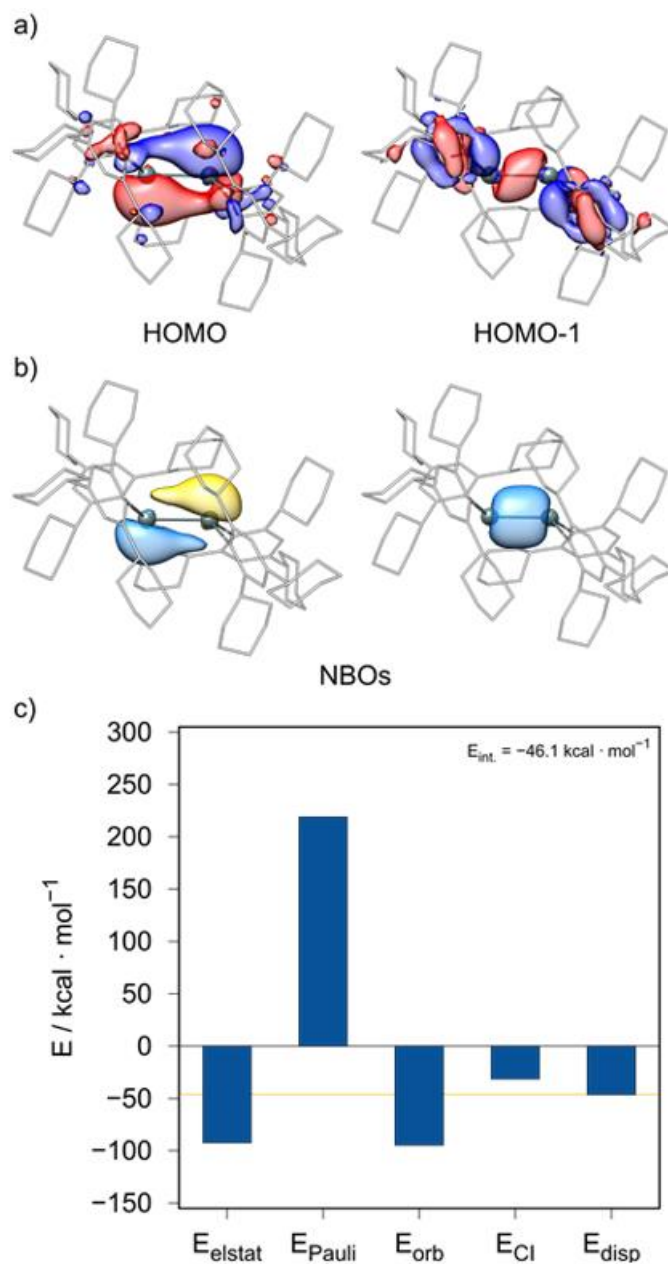 a)
HOMO HOMO-1
b)
NBOs
c)
E / kcal · mol⁻¹
300
250
200
150
100
50
0
−50
−100
−150
E_int. = −46.1 kcal · mol⁻¹
E_elstat E_Pauli E_orb E_CI E_disp